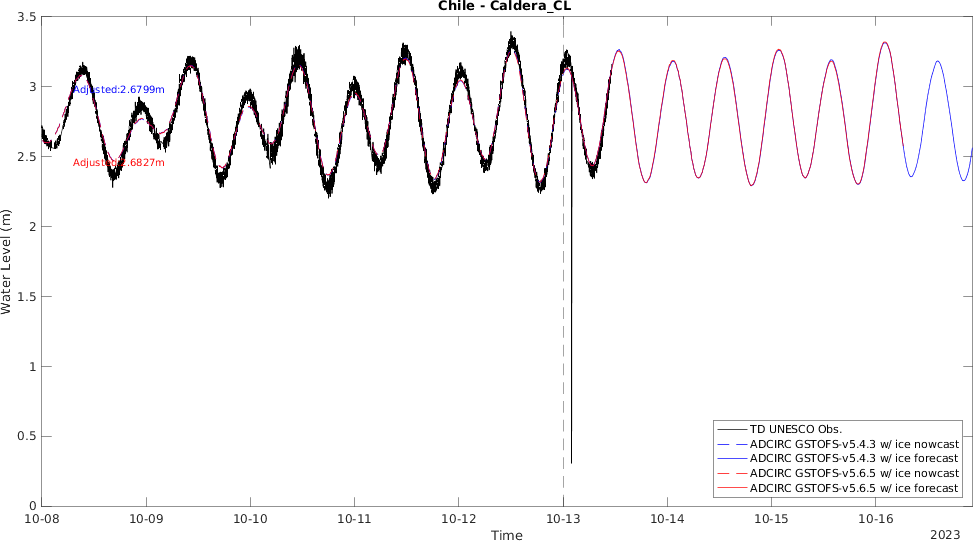 Chile - Caldera_CL
3.5
3
2.5
2
1.5
1
0.5
0
Water Level (m)
Adjusted:2.6799m
Adjusted:2.6827m
TD UNESCO Obs.
ADCIRC GSTOFS-v5.4.3 w/ ice nowcast
ADCIRC GSTOFS-v5.4.3 w/ ice forecast
ADCIRC GSTOFS-v5.6.5 w/ ice nowcast
ADCIRC GSTOFS-v5.6.5 w/ ice forecast
10-08 10-09 10-10 10-11 10-12 10-13 10-14 10-15 10-16
Time
2023